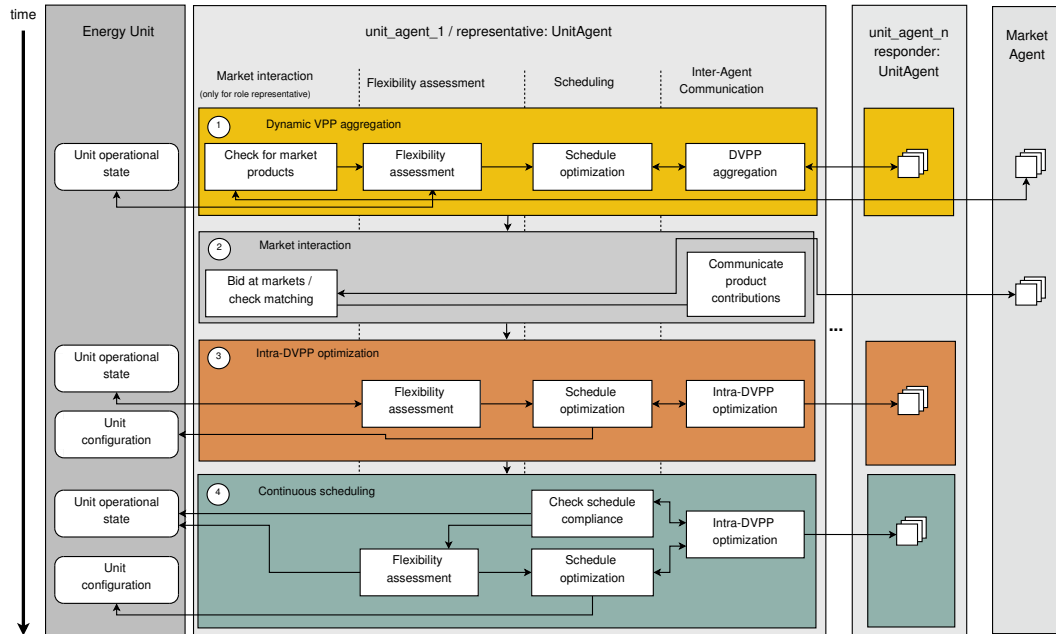 time
Energy Unit
unit_agent_1 / representative: UnitAgent
unit_agent_n
responder:
UnitAgent
Market
Agent
Market interaction
(only for role representative)
Flexibility assessment
Scheduling
Inter-Agent
Communication
1
Dynamic VPP aggregation
Unit operational
state
Check for market
products
Flexibility
assessment
Schedule
optimization
DVPP
aggregation
2
Market interaction
Bid at markets /
check matching
Communicate
product
contributions
...
3
Intra-DVPP optimization
Unit operational
state
Flexibility
assessment
Schedule
optimization
Intra-DVPP
optimization
Unit
configuration
4
Continuous scheduling
Unit operational
state
Check schedule
compliance
Intra-DVPP
optimization
Flexibility
assessment
Schedule
optimization
Unit
configuration